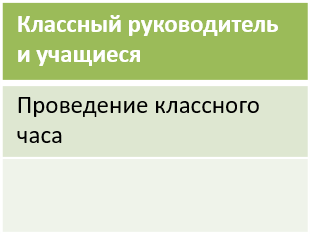 Классный руководитель
и учащиеся
Проведение классного
часа